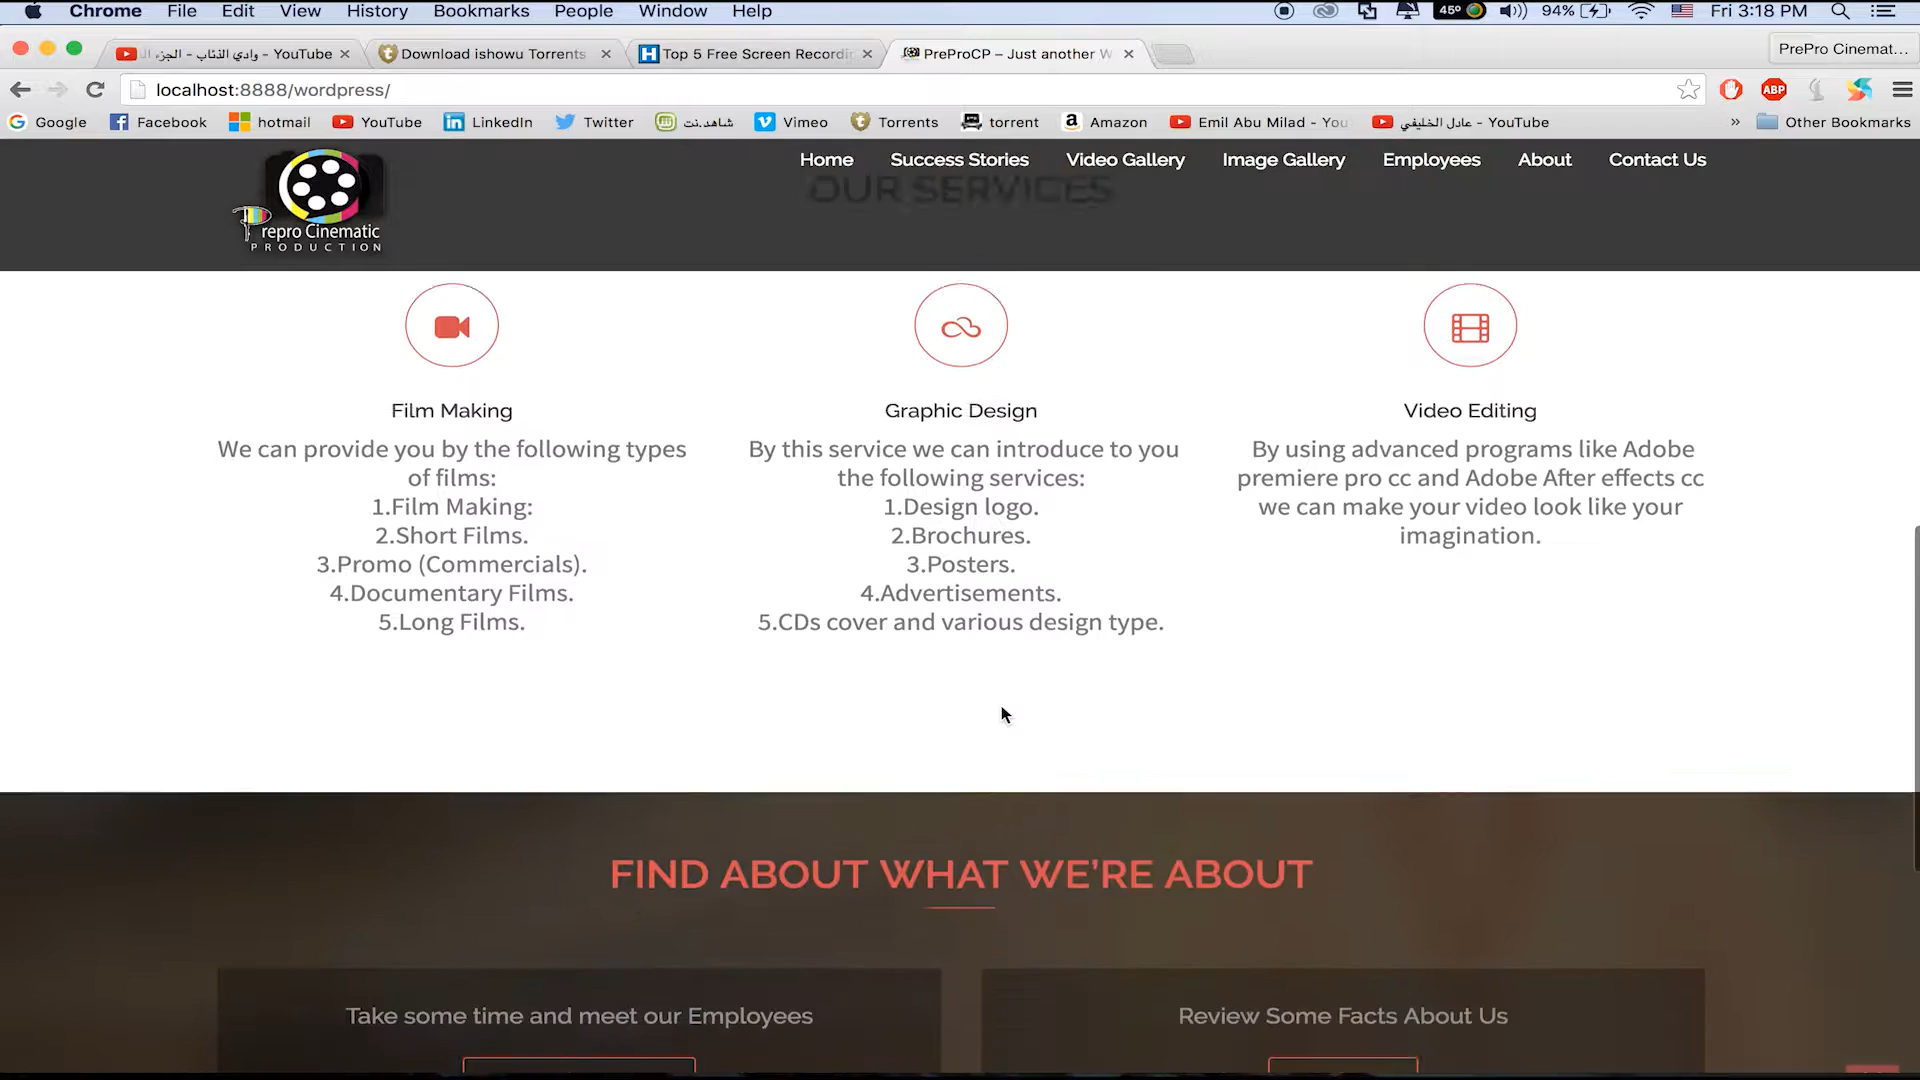 Chrome File Edit View History Bookmarks People Window Help 45° 94% Fri 3:18 PM
وادي الذئاب - الجزء ال - YouTube
Download ishowu Torrents
Top 5 Free Screen Recordin
PreProCP – Just another W
PrePro Cinemat...
localhost:8888/wordpress/
ABP
Google Facebook hotmail YouTube LinkedIn Twitter شاهد.نت Vimeo Torrents torrent Amazon Emil Abu Milad - You عادل الخليفي - YouTube » Other Bookmarks
Home Success Stories Video Gallery Image Gallery Employees About Contact Us
OUR SERVICES
Prepro Cinematic
PRODUCTION
Film Making
We can provide you by the following types
of films:
1.Film Making:
2.Short Films.
3.Promo (Commercials).
4.Documentary Films.
5.Long Films.
Graphic Design
By this service we can introduce to you
the following services:
1.Design logo.
2.Brochures.
3.Posters.
4.Advertisements.
5.CDs cover and various design type.
Video Editing
By using advanced programs like Adobe
premiere pro cc and Adobe After effects cc
we can make your video look like your
imagination.
FIND ABOUT WHAT WE'RE ABOUT
Take some time and meet our Employees
Review Some Facts About Us